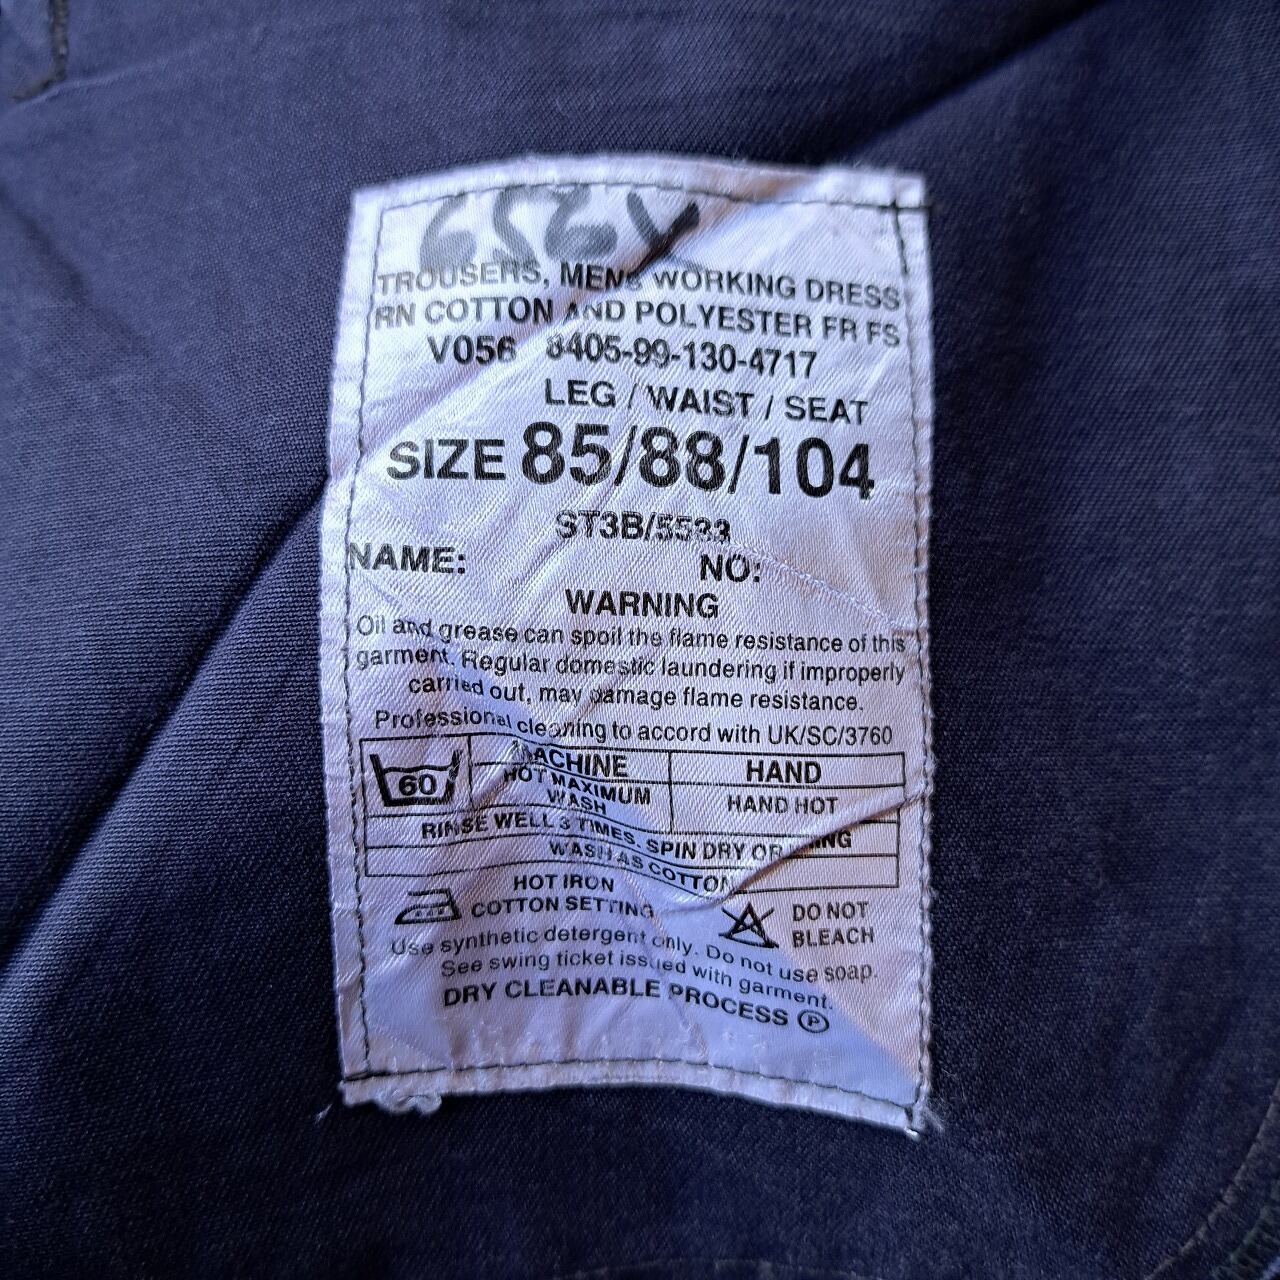 TROUSERS, MENS WORKING DRESS
RN COTTON AND POLYESTER FR FS
V056 8405-99-130-4717
LEG / WAIST / SEAT
SIZE 85/88/104
ST3B/5533
NAME: NO:
WARNING
Oil and grease can spoil the flame resistance of this
garment. Regular domestic laundering if improperly
carried out, may damage flame resistance.
Professional cleaning to accord with UK/SC/3760
60 MACHINE HAND
HOT MAXIMUM HAND HOT
WASH
RINSE WELL 3 TIMES. SPIN DRY OR
WASH AS COTTON
HOT IRON
COTTON SETTING
DO NOT
BLEACH
Use synthetic detergent only. Do not use soap.
See swing ticket issued with garment.
DRY CLEANABLE PROCESS P